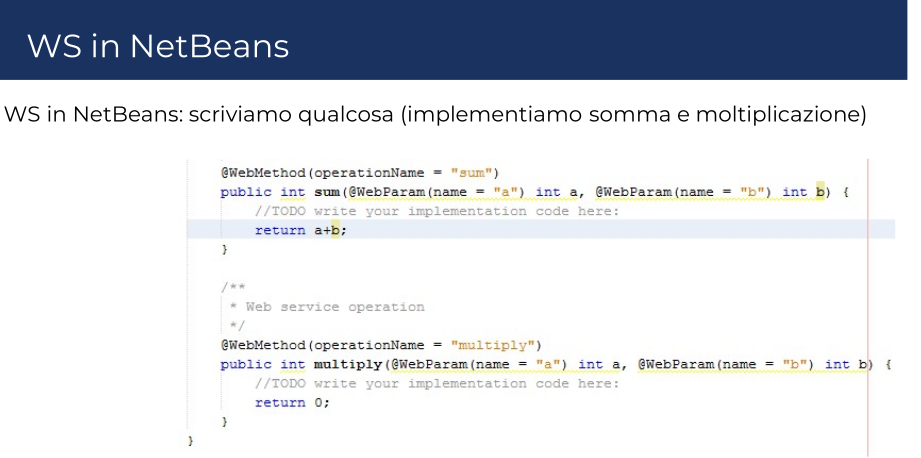 WS in NetBeans
WS in NetBeans: scriviamo qualcosa (implementiamo somma e moltiplicazione)
@WebMethod(operationName = "sum")
public int sum(@WebParam(name = "a") int a, @WebParam(name = "b") int b) {
//TODO write your implementation code here:
return a+b;
}
/**
* Web service operation
*/
@WebMethod(operationName = "multiply")
public int multiply(@WebParam(name = "a") int a, @WebParam(name = "b") int b) {
//TODO write your implementation code here:
return 0;
}
}